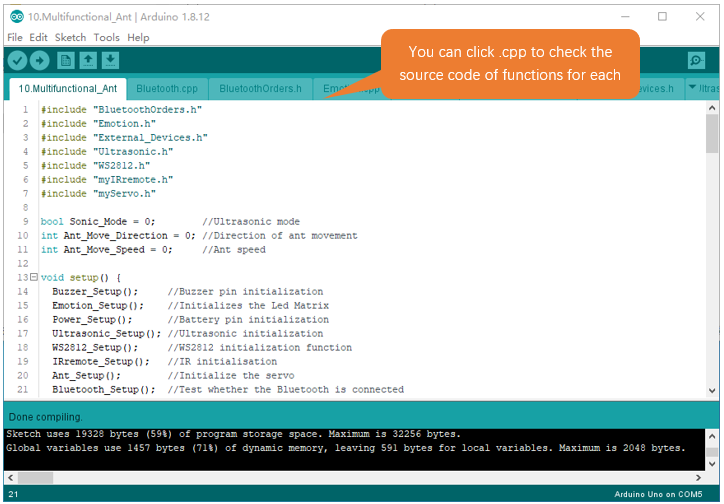 10.Multifunctional_Ant | Arduino 1.8.12
File Edit Sketch Tools Help
You can click .cpp to check the
source code of functions for each
10.Multifunctional_Ant Bluetooth.cpp BluetoothOrders.h
1 #include "BluetoothOrders.h"
2 #include "Emotion.h"
3 #include "External_Devices.h"
4 #include "Ultrasonic.h"
5 #include "WS2812.h"
6 #include "myIRremote.h"
7 #include "myServo.h"
8
9 bool Sonic_Mode = 0; //Ultrasonic mode
10 int Ant_Move_Direction = 0; //Direction of ant movement
11 int Ant_Move_Speed = 0; //Ant speed
12
13 void setup() {
14 Buzzer_Setup(); //Buzzer pin initialization
15 Emotion_Setup(); //Initializes the Led Matrix
16 Power_Setup(); //Battery pin initialization
17 Ultrasonic_Setup(); //Ultrasonic initialization
18 WS2812_Setup(); //WS2812 initialization function
19 IRremote_Setup(); //IR initialisation
20 Ant_Setup(); //Initialize the servo
21 Bluetooth_Setup(); //Test whether the Bluetooth is connected
Done compiling.
Sketch uses 19328 bytes (59%) of program storage space. Maximum is 32256 bytes.
Global variables use 1457 bytes (71%) of dynamic memory, leaving 591 bytes for local variables. Maximum is 2048 bytes.
21 Arduino Uno on COM5